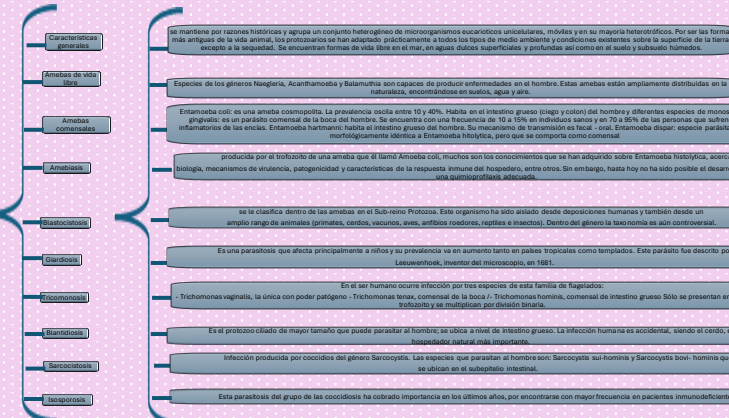 Características
generales
se mantiene por razones históricas y agrupa un conjunto heterogéneo de microorganismos eucarioticos unicelulares, móviles y en su mayoría heterotróficos. Por ser las formas
más antiguas de la vida animal, los protozoarios se han adaptado prácticamente a todos los tipos de medio ambiente y condiciones existentes sobre la superficie de la tierra
excepto a la sequedad. Se encuentran formas de vida libre en el mar, en aguas dulces superficiales y profundas así como en el suelo y subsuelo húmedos.
Amebas de vida
libre
Especies de los géneros Naegleria, Acanthamoeba y Balamuthia son capaces de producir enfermedades en el hombre. Estas amebas están ampliamente distribuidas en la
naturaleza, encontrándose en suelos, agua y aire.
Amebas
comensales
Entamoeba coli: es una ameba cosmopolita. La prevalencia oscila entre 10 y 40%. Habita en el intestino grueso (ciego y colon) del hombre y diferentes especies de monos
gingivalis: es un parásito comensal de la boca del hombre. Se encuentra con una frecuencia de 10 a 15% en individuos sanos y en 70 a 95% de las personas que sufren
inflamatorios de las encías. Entamoeba hartmanni: habita el intestino grueso del hombre. Su mecanismo de transmisión es fecal - oral. Entamoeba dispar: especie parásita
morfológicamente idéntica a Entamoeba hitolytica, pero que se comporta como comensal
Amebiasis
producida por el trofozoito de una ameba que él llamó Amoeba coli, muchos son los conocimientos que se han adquirido sobre Entamoeba histolytica, acerca
biología, mecanismos de virulencia, patogenicidad y características de la respuesta inmune del hospedero, entre otros. Sin embargo, hasta hoy no ha sido posible el desarr
una quimioprofilaxis adecuada.
Blastocistosis
se le clasifica dentro de las amebas en el Sub-reino Protozoa. Este organismo ha sido aislado desde deposiciones humanas y también desde un
amplio rango de animales (primates, cerdos, vacunos, aves, anfibios roedores, reptiles e insectos). Dentro del género la taxonomía es aún controversial.
Giardiosis
Es una parasitosis que afecta principalmente a niños y su prevalencia va en aumento tanto en países tropicales como templados. Este parásito fue descrito po
Leeuwenhoek, inventor del microscopio, en 1681.
Tricomonosis
En el ser humano ocurre infección por tres especies de esta familia de flagelados:
- Trichomonas vaginalis, la única con poder patógeno - Trichomonas tenax, comensal de la boca /- Trichomonas hominis, comensal de intestino grueso Sólo se presentan en
trofozoito y se multiplican por división binaria.
Blantidiosis
Es el protozoo ciliado de mayor tamaño que puede parasitar al hombre; se ubica a nivel de intestino grueso. La infección humana es accidental, siendo el cerdo, e
hospedador natural más importante.
Sarcocistosis
Infección producida por coccidios del género Sarcocystis. Las especies que parasitan al hombre son: Sarcocystis sui-hominis y Sarcocystis bovi- hominis qu
se ubican en el subepitelio intestinal.
Isosporosis
Esta parasitosis del grupo de las coccidiosis ha cobrado importancia en los últimos años, por encontrarse con mayor frecuencia en pacientes inmunodeficient